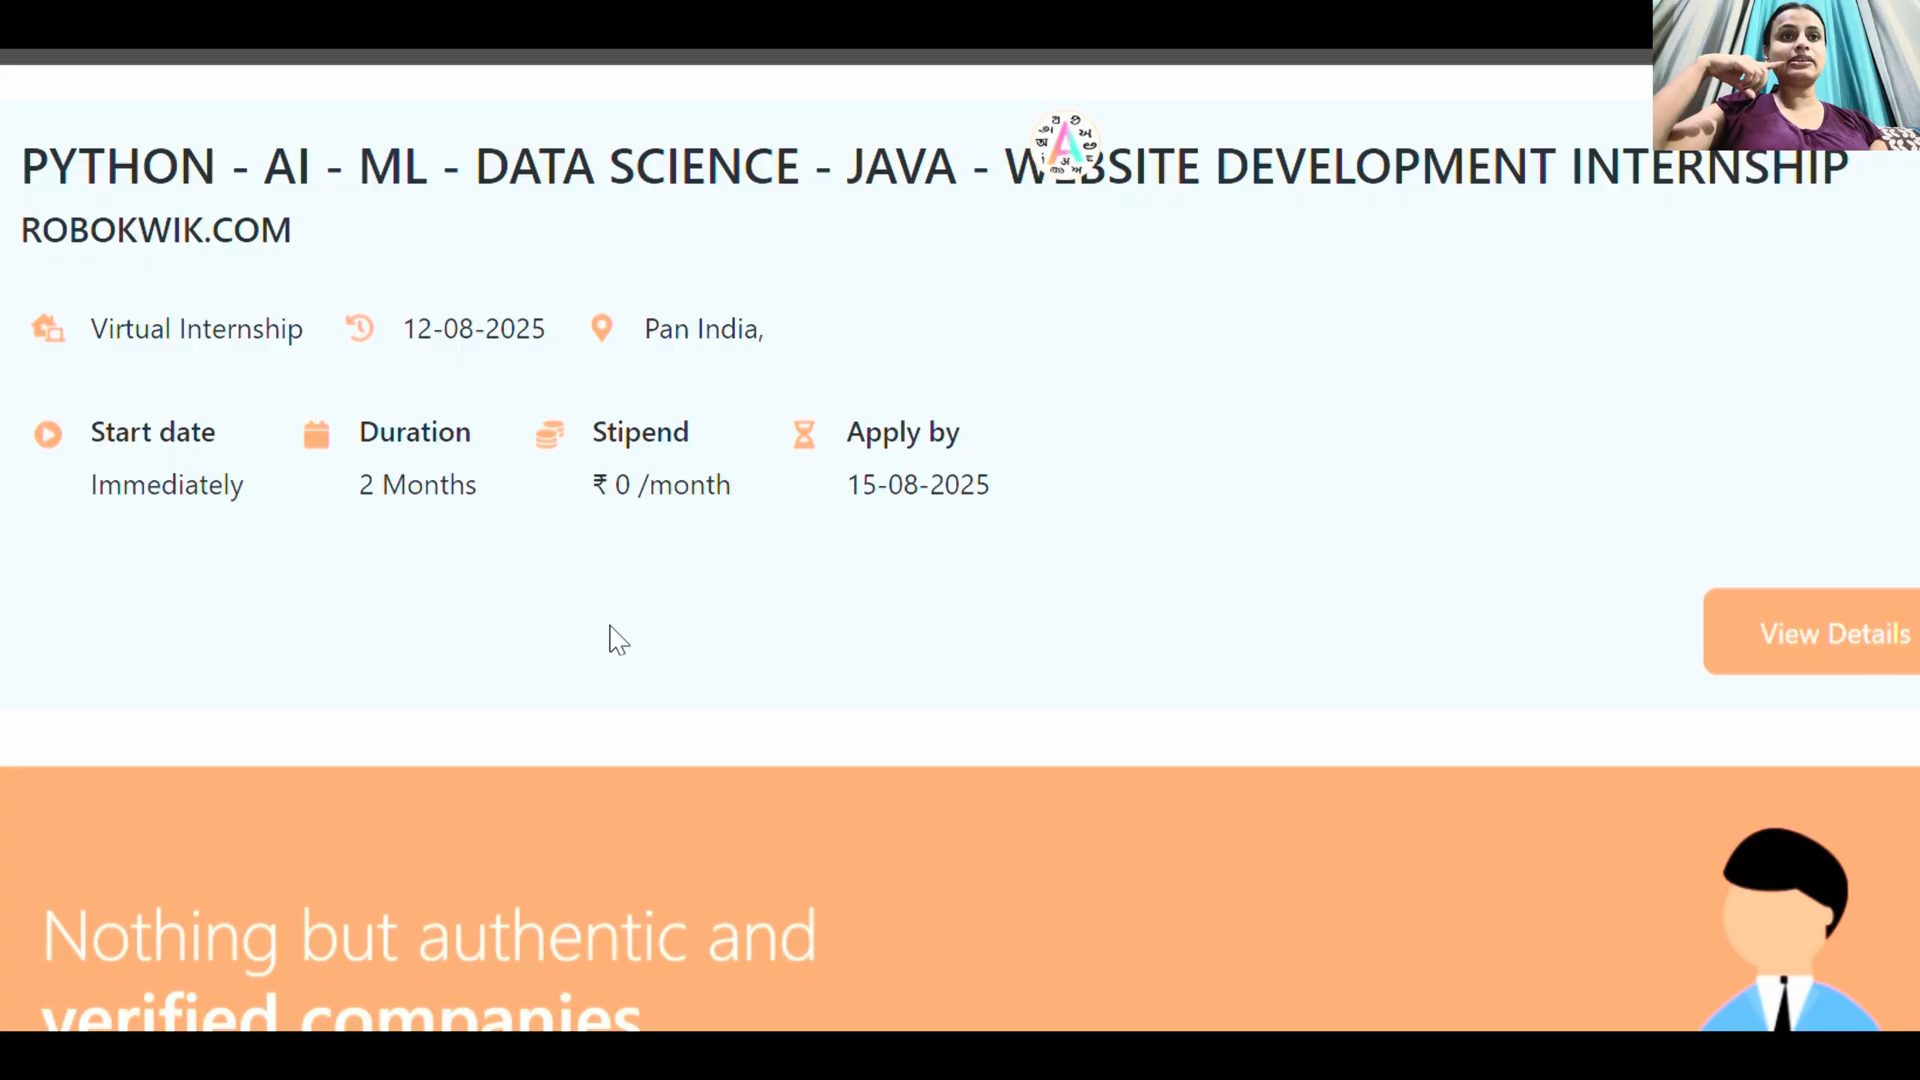 PYTHON - AI - ML - DATA SCIENCE - JAVA - WEBSITE DEVELOPMENT INTERNSHIP
ROBOKWIK.COM
Virtual Internship 12-08-2025 Pan India,
Start date Duration Stipend Apply by
Immediately 2 Months ₹ 0 /month 15-08-2025
View Details
Nothing but authentic and
verified companies